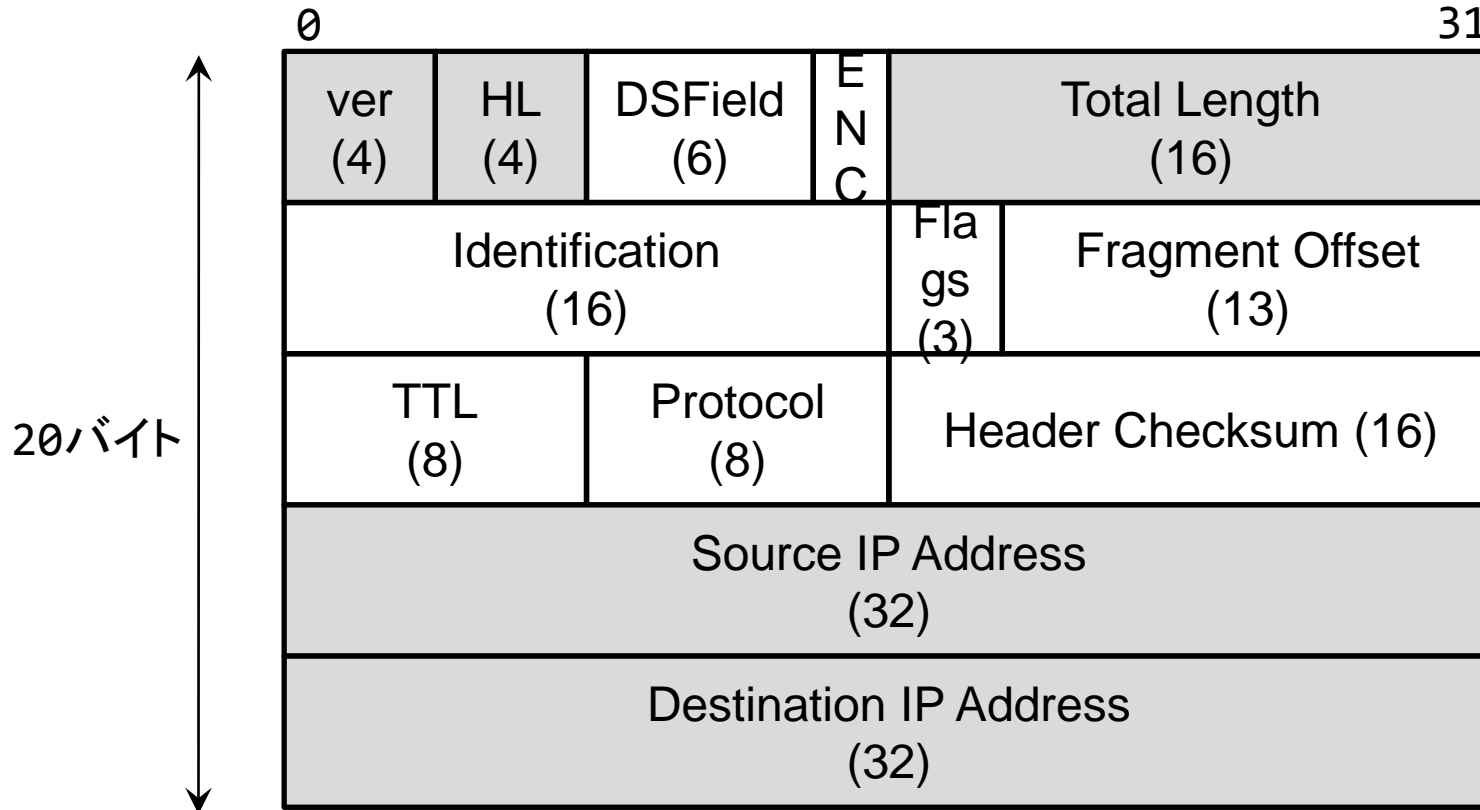 0
31
ver
(4)
HL
(4)
DSField
(6)
E
N
C
Total Length
(16)
Identification
(16)
Fla
gs
(3)
Fragment Offset
(13)
20バイト
TTL
(8)
Protocol
(8)
Header Checksum (16)
Source IP Address
(32)
Destination IP Address
(32)